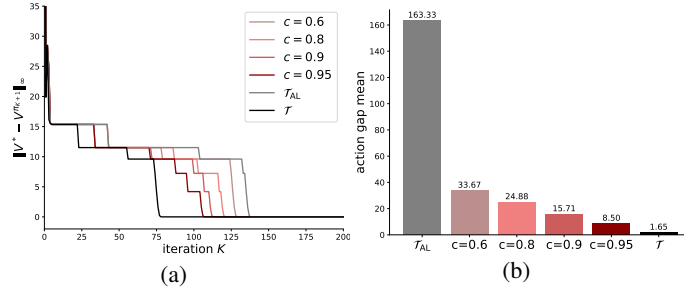 35
30
25
20
15
10
5
0
‖V* − V^{π_{K+1}}‖_∞
0 25 50 75 100 125 150 175 200
iteration K
c = 0.6
c = 0.8
c = 0.9
c = 0.95
𝒯_AL
𝒯
(a)
160
140
120
100
80
60
40
20
0
action gap mean
163.33
33.67
24.88
15.71
8.50
1.65
𝒯_AL c=0.6 c=0.8 c=0.9 c=0.95 𝒯
(b)